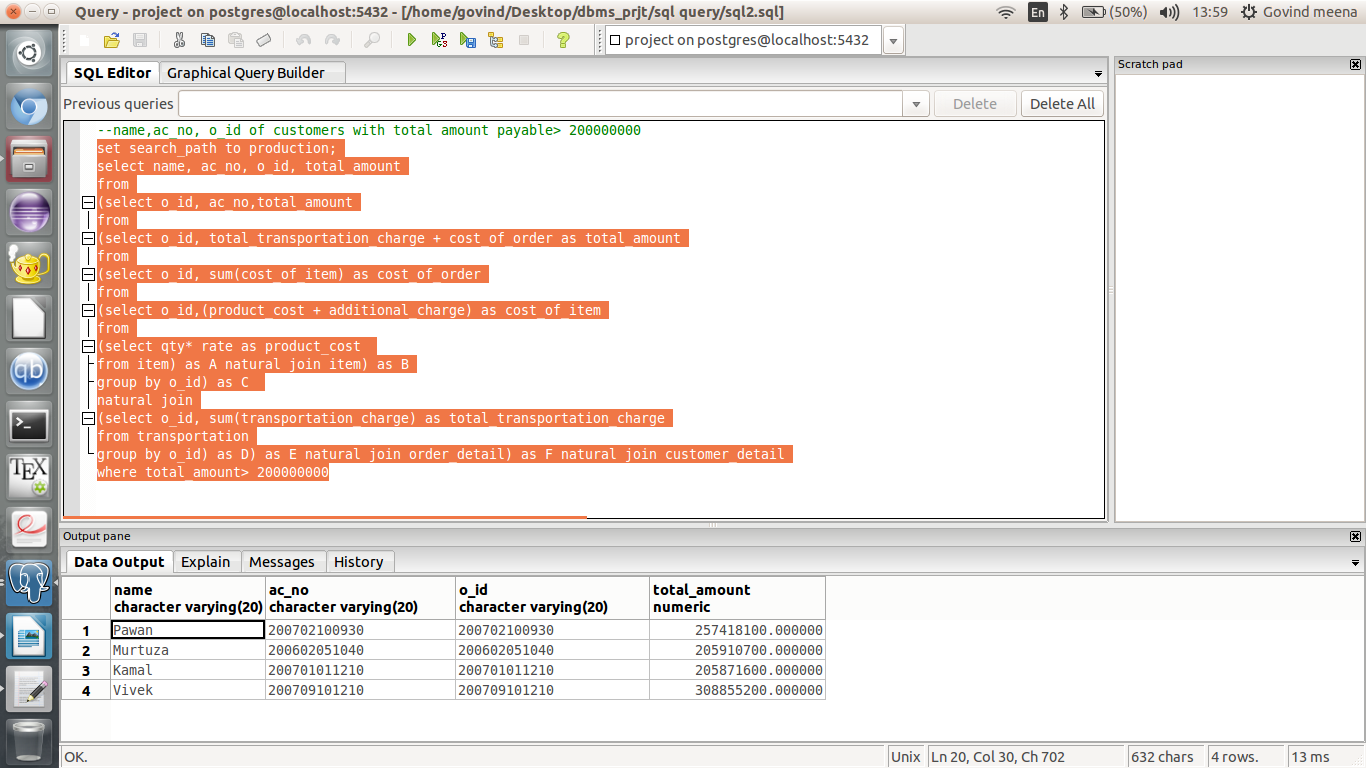 Query - project on postgres@localhost:5432 - [/home/govind/Desktop/dbms_prjt/sql query/sql2.sql]
En (50%) 13:59 Govind meena
project on postgres@localhost:5432
SQL Editor Graphical Query Builder
Scratch pad
Previous queries Delete Delete All
--name,ac_no, o_id of customers with total amount payable> 200000000
set search_path to production;
select name, ac_no, o_id, total_amount
from
(select o_id, ac_no,total_amount
from
(select o_id, total_transportation_charge + cost_of_order as total_amount
from
(select o_id, sum(cost_of_item) as cost_of_order
from
(select o_id,(product_cost + additional_charge) as cost_of_item
from
(select qty* rate as product_cost
from item) as A natural join item) as B
group by o_id) as C
natural join
(select o_id, sum(transportation_charge) as total_transportation_charge
from transportation
group by o_id) as D) as E natural join order_detail) as F natural join customer_detail
where total_amount> 200000000
Output pane
Data Output Explain Messages History
name ac_no o_id total_amount
character varying(20) character varying(20) character varying(20) numeric
1 Pawan 200702100930 200702100930 257418100.000000
2 Murtuza 200602051040 200602051040 205910700.000000
3 Kamal 200701011210 200701011210 205871600.000000
4 Vivek 200709101210 200709101210 308855200.000000
OK. Unix Ln 20, Col 30, Ch 702 632 chars 4 rows. 13 ms
qb
>_
TEX